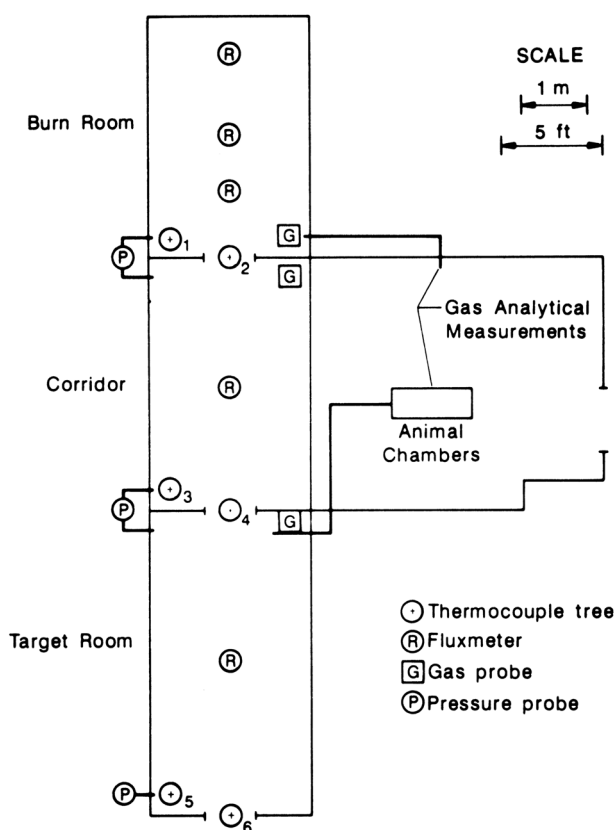 SCALE
1 m
5 ft
R
Burn Room
R
R
G
1
P
2
G
Gas Analytical
Measurements
Corridor
R
Animal
Chambers
3
P
4
G
Thermocouple tree
Target Room
R
R Fluxmeter
G Gas probe
P Pressure probe
P
5
6